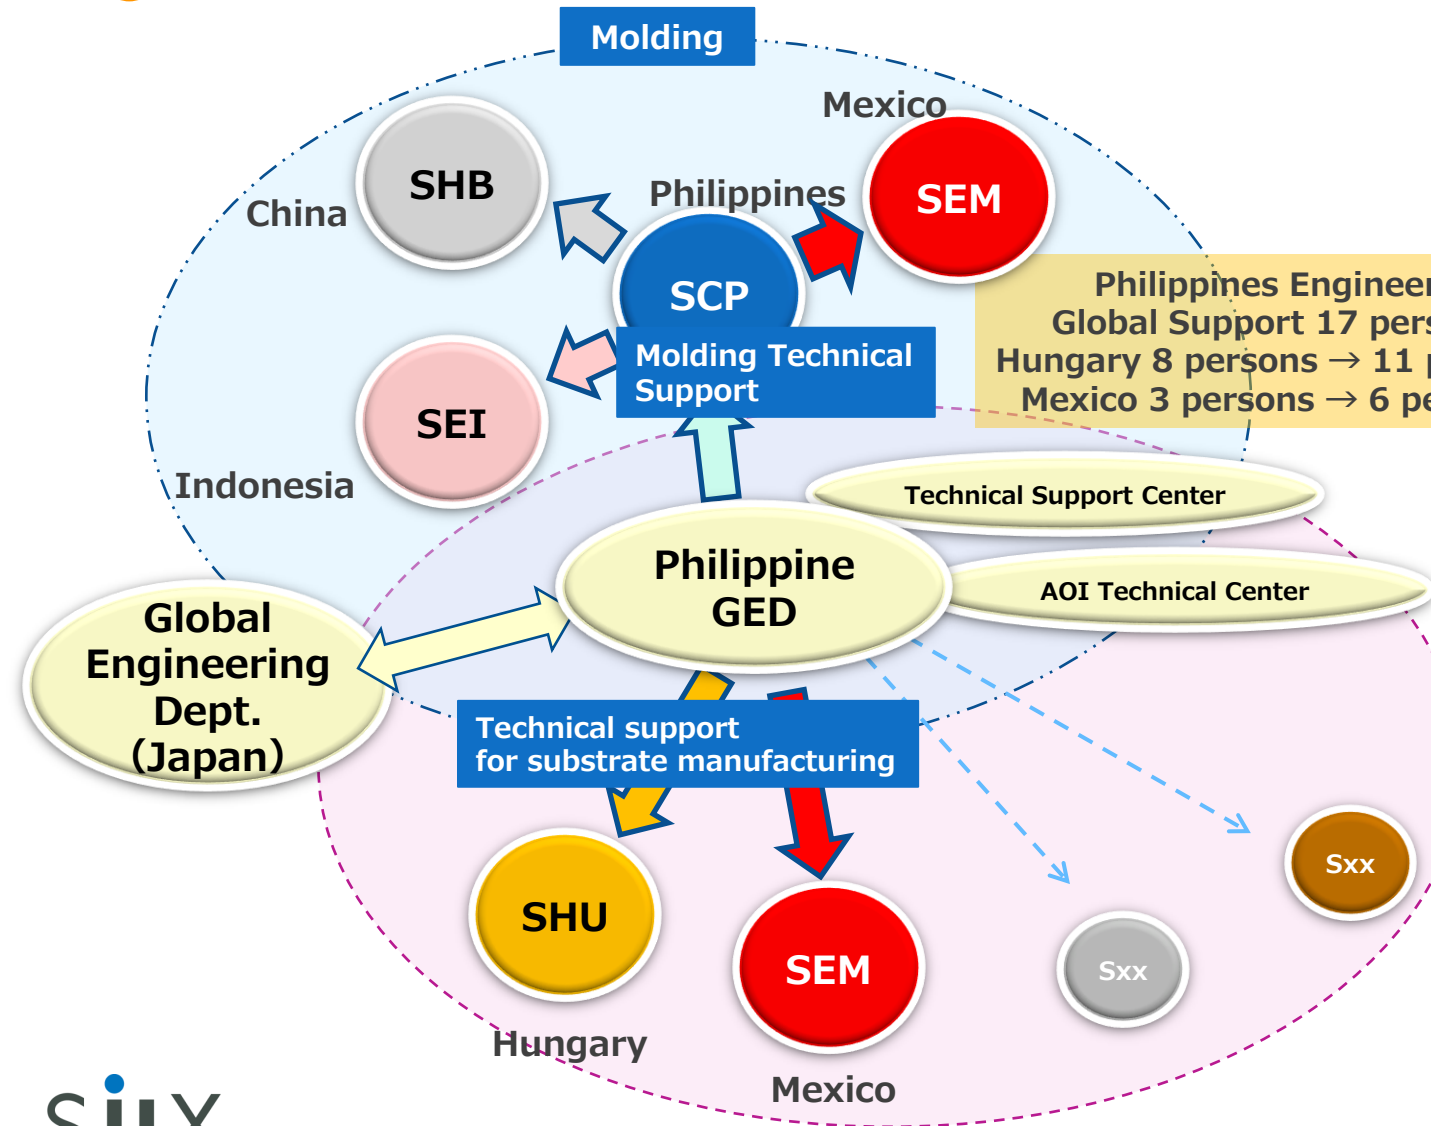 Molding
Mexico
SHB
Philippines
SEM
China
SCP
Philippines Engineer
Global Support 17 pers
Hungary 8 persons → 11 p
Mexico 3 persons → 6 pe
Molding Technical
Support
SEI
Indonesia
Technical Support Center
Philippine
GED
AOI Technical Center
Global
Engineering
Dept.
(Japan)
Technical support
for substrate manufacturing
Sxx
SHU
SEM
Sxx
Hungary
Mexico
SiiX